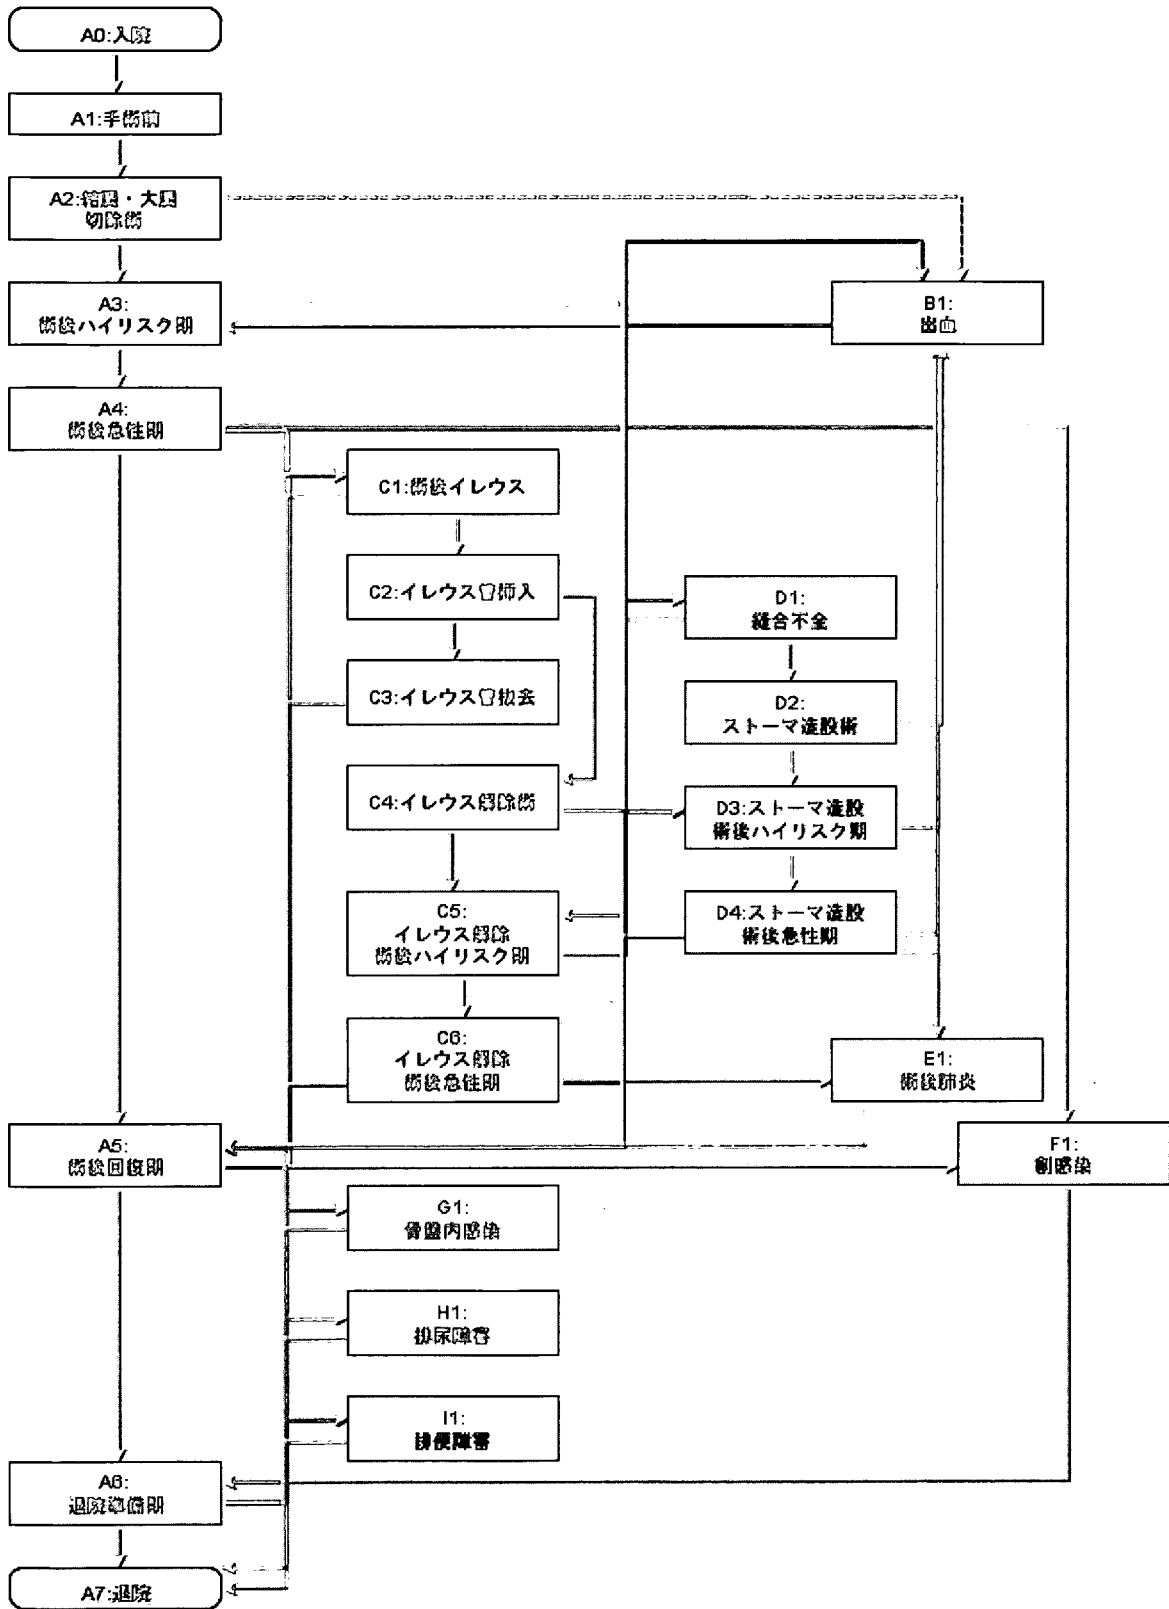 A0:入院
A1:手術前
A2:結腸・大腸
切除術
A3:
術後ハイリスク期
B1:
出血
A4:
術後急性期
C1:術後イレウス
C2:イレウス管挿入
D1:
縫合不全
C3:イレウス管抜去
D2:
ストーマ造設術
C4:イレウス解除術
D3:ストーマ造設
術後ハイリスク期
C5:
イレウス解除
術後ハイリスク期
D4:ストーマ造設
術後急性期
C6:
イレウス解除
術後急性期
E1:
術後肺炎
A5:
術後回復期
F1:
創感染
G1:
骨盤内感染
H1:
排尿障害
I1:
排便障害
A6:
退院準備期
A7:退院